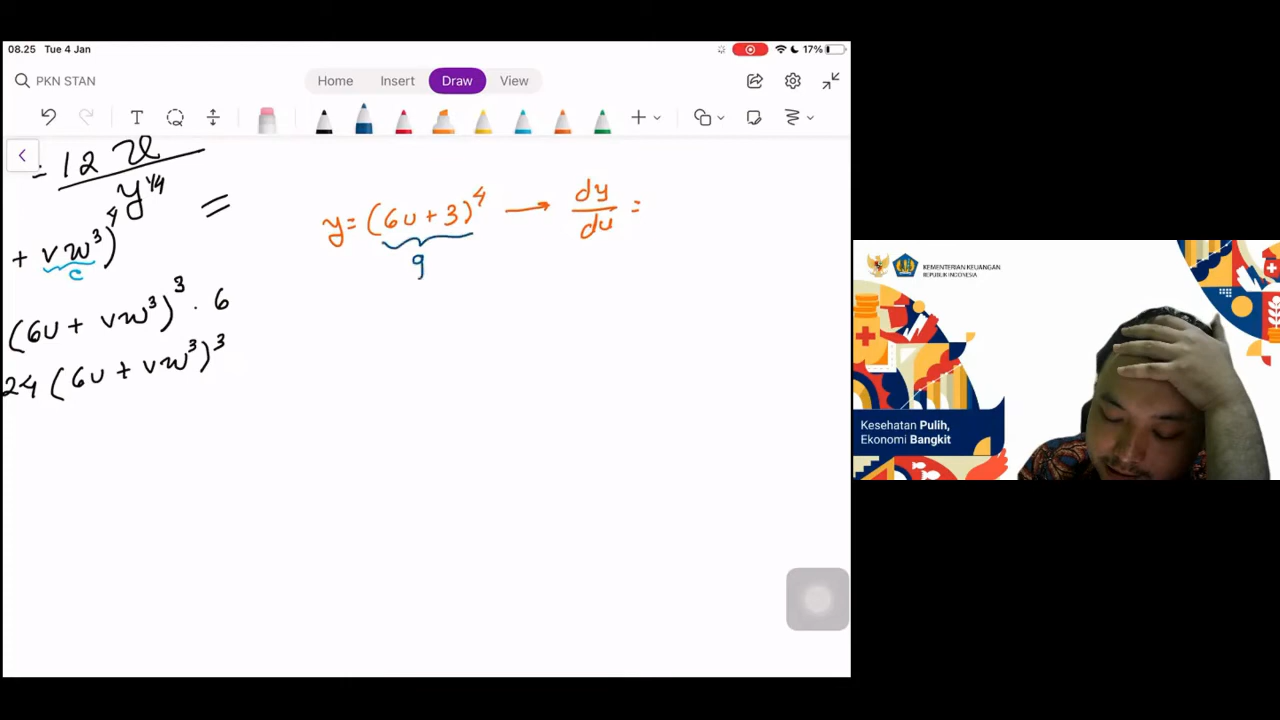 08.25 Tue 4 Jan
17%
PKN STAN
Home Insert Draw View
= 12 x / y^1/4 =
+ vw³)⁴
c
(6u + vw³)³ · 6
24 (6u + vw³)³
y = (6u + 3)⁴ → dy/du =
g
KEMENTERIAN KEUANGAN
REPUBLIK INDONESIA
Kesehatan Pulih,
Ekonomi Bangkit